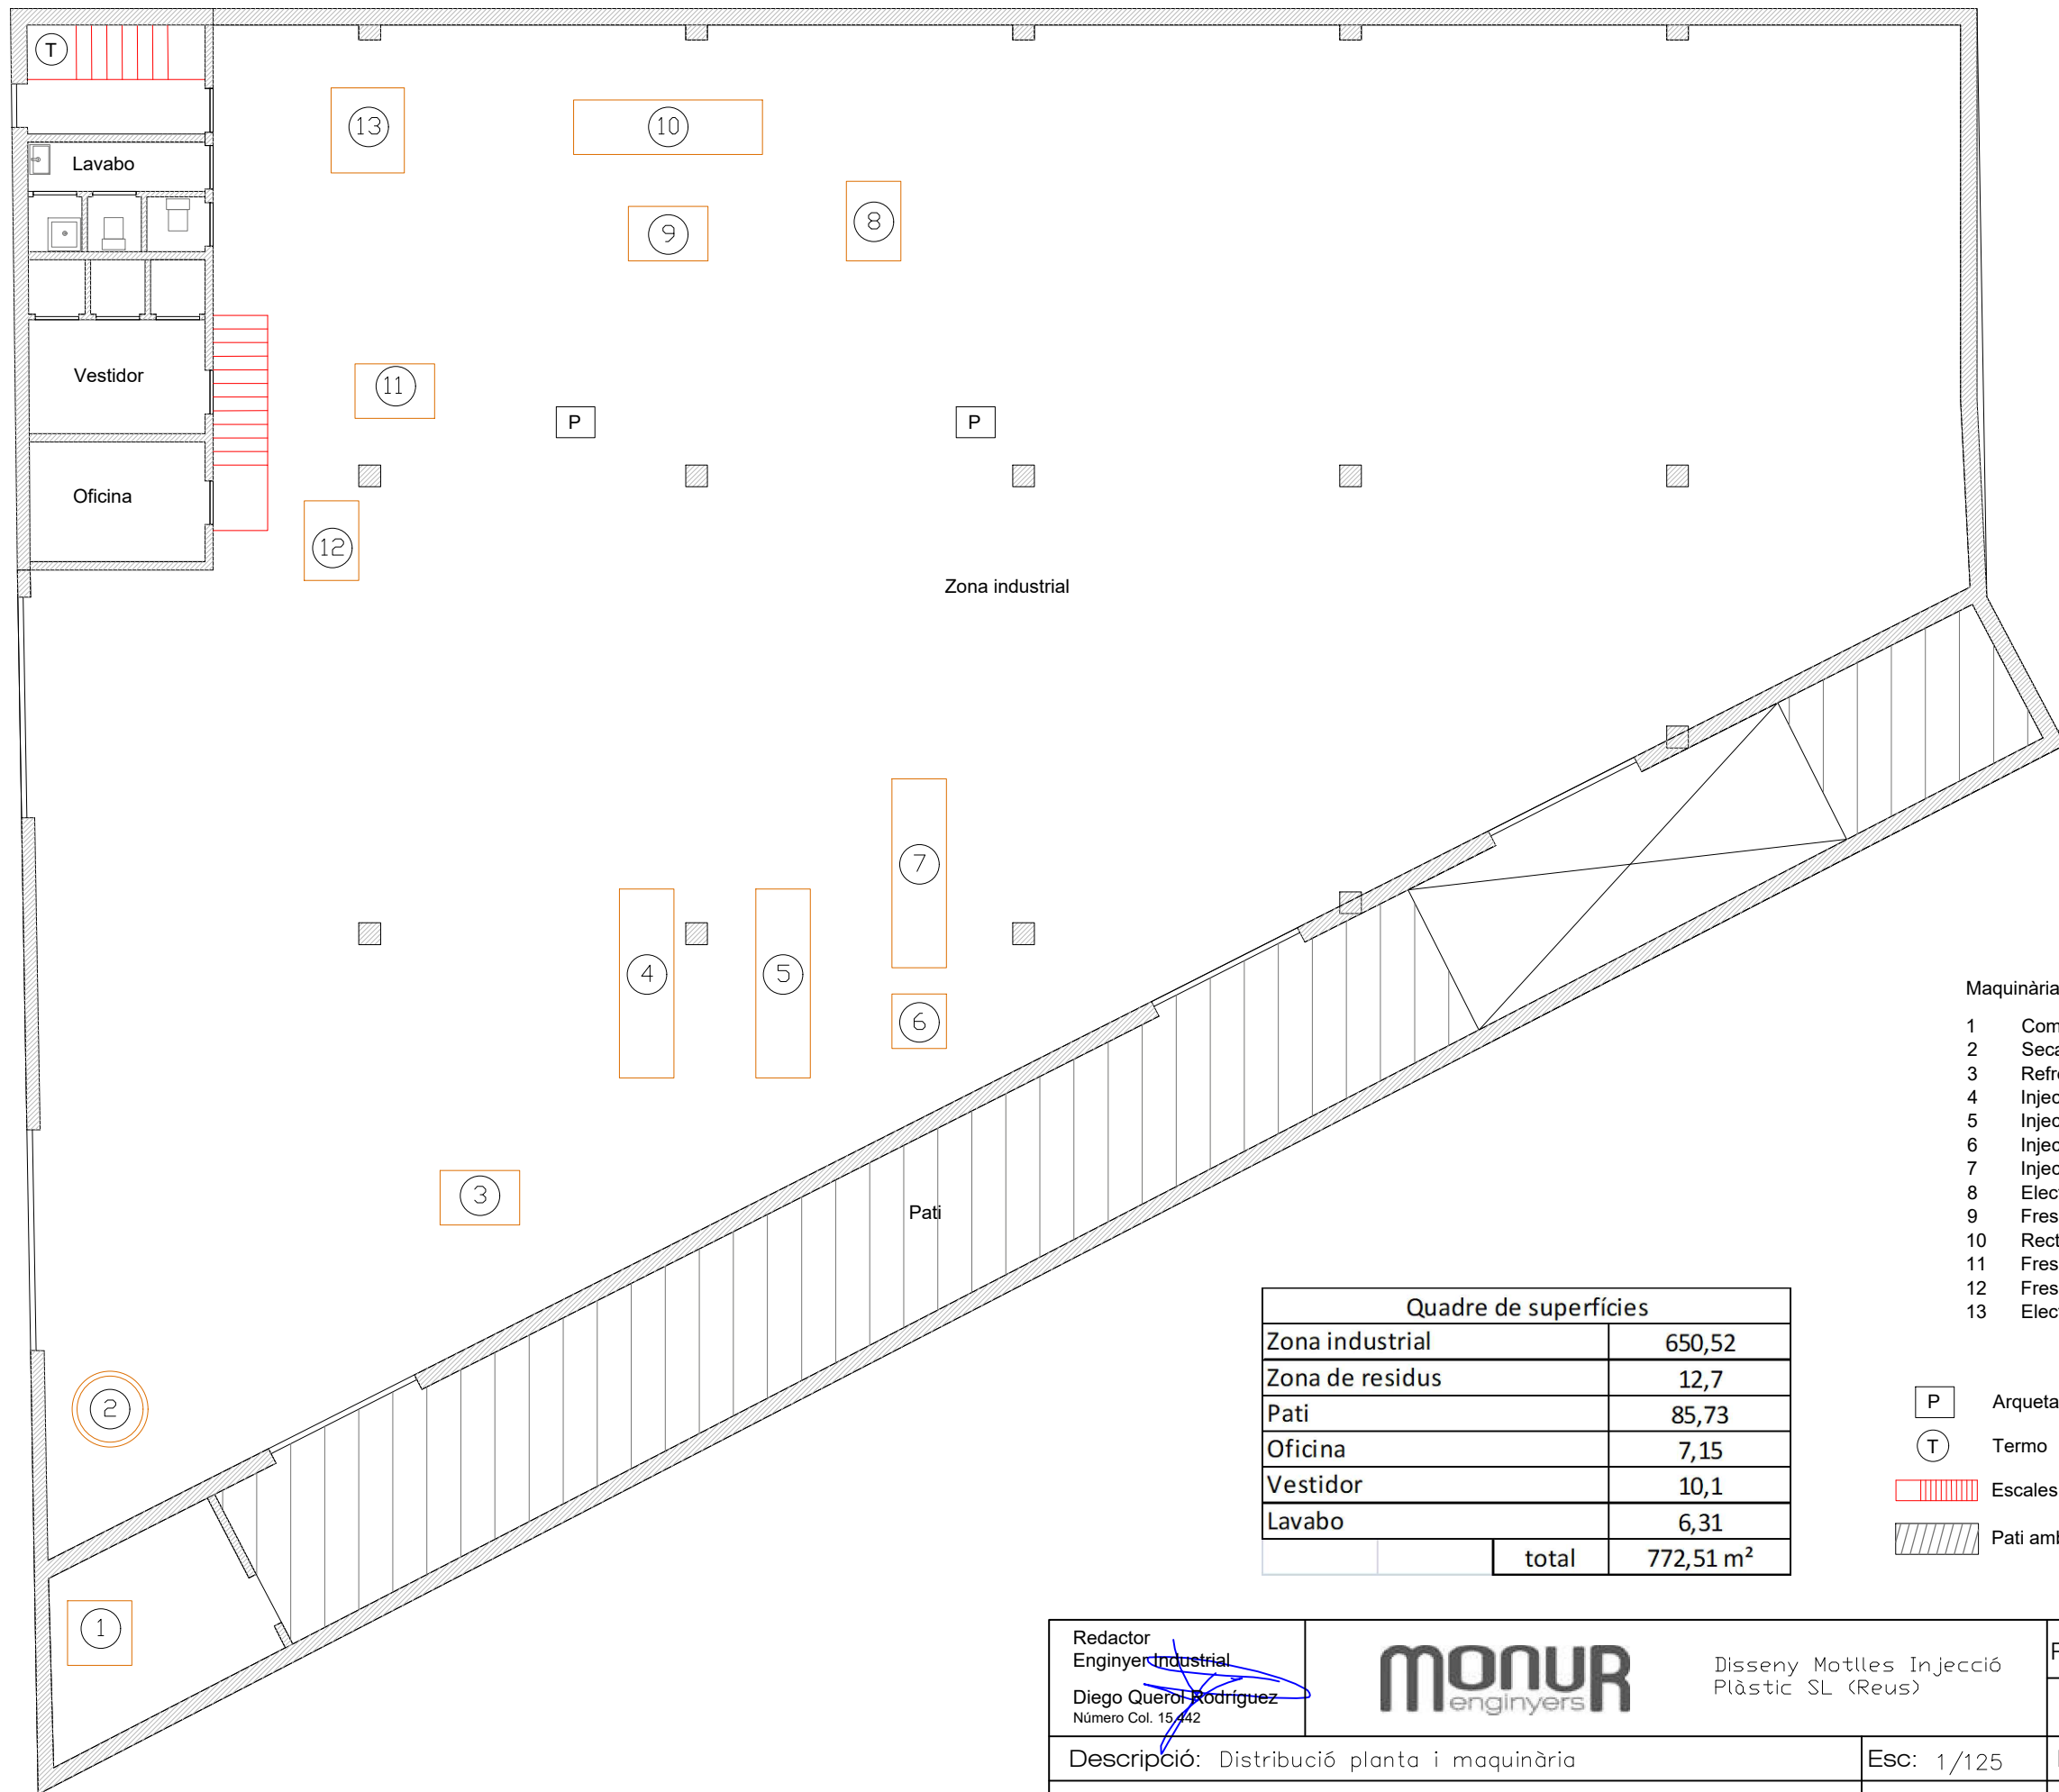 T
13
10
Lavabo
9
8
Vestidor
11
P
P
Oficina
12
Zona industrial
7
4
5
6
3
Pati
2
1
Maquinària
1
2
3
4
5
6
7
8
9
10
11
12
13
Quadre de superfícies
Zona industrial 650,52
Zona de residus 12,7
Pati 85,73
Oficina 7,15
Vestidor 10,1
Lavabo 6,31
total 772,51 m²
P Arqueta
T Termo
Escales
Pati
Redactor
Enginyer Industrial
Diego Querol Rodríguez
Número Col. 15.442
monur
enginyers
Disseny Motlles Injecció
Plàstic SL (Reus)
Descripció: Distribució planta i maquinària
Esc: 1/125